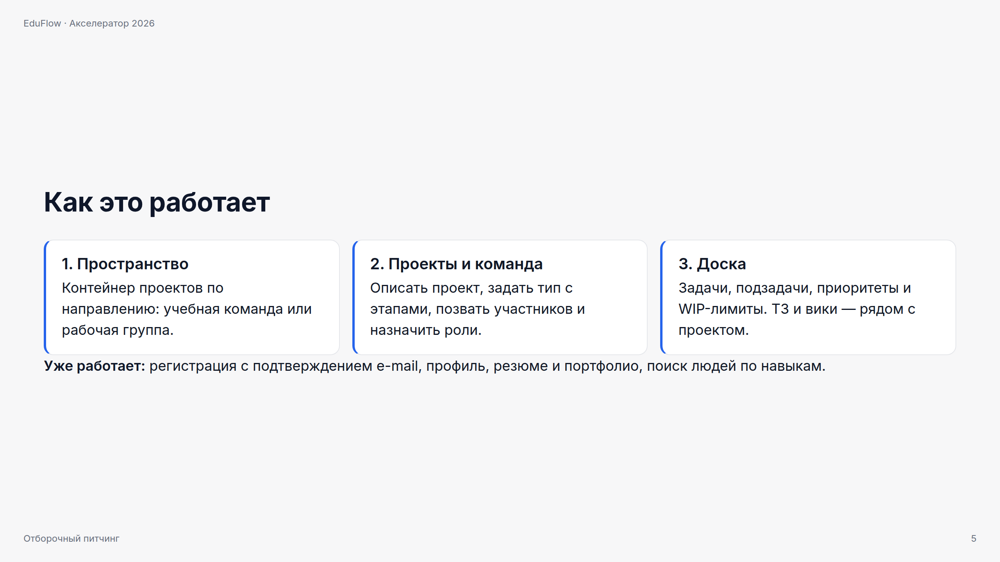 EduFlow · Акселератор 2026
Как это работает
1. Пространство
Контейнер проектов по
направлению: учебная команда или
рабочая группа.
2. Проекты и команда
Описать проект, задать тип с
этапами, позвать участников и
назначить роли.
3. Доска
Задачи, подзадачи, приоритеты и
WIP-лимиты. ТЗ и вики — рядом с
проектом.
Уже работает: регистрация с подтверждением e-mail, профиль, резюме и портфолио, поиск людей по навыкам.
Отборочный питчинг
5